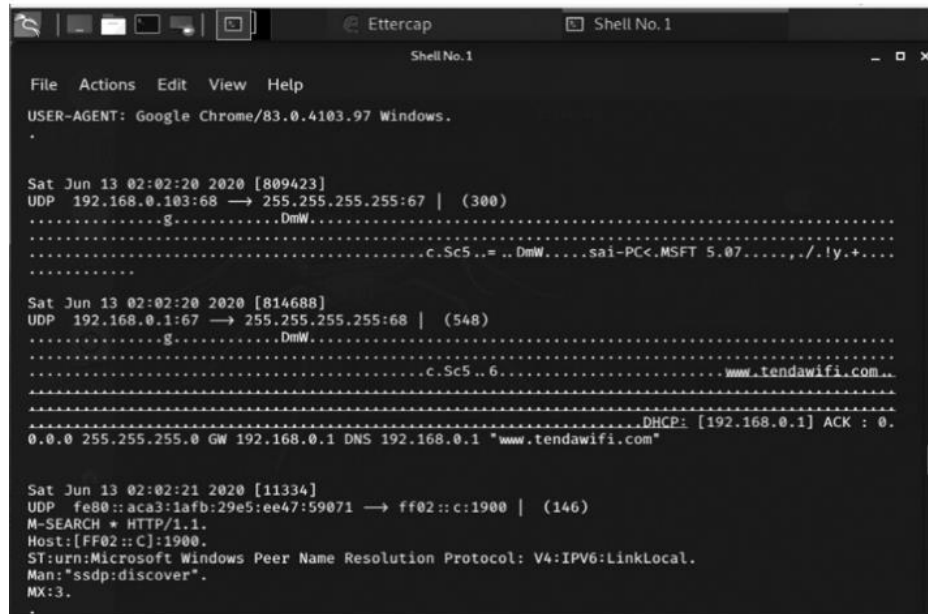 Ettercap
Shell No. 1
Shell No. 1
File Actions Edit View Help
USER-AGENT: Google Chrome/83.0.4103.97 Windows.
.
Sat Jun 13 02:02:20 2020 [809423]
UDP 192.168.0.103:68 → 255.255.255.255:67 | (300)
...............g............DmW.................................................................
................................................................................................
............................................c.Sc5..=..DmW.....sai-PC<.MSFT 5.07.....,./.!y.+....
............
Sat Jun 13 02:02:20 2020 [814688]
UDP 192.168.0.1:67 → 255.255.255.255:68 | (548)
...............g............DmW.................................................................
................................................................................................
............................................c.Sc5..6.........................www.tendawifi.com..
................................................................................................
................................................................................................
....................................................................DHCP: [192.168.0.1] ACK : 0.
0.0.0 255.255.255.0 GW 192.168.0.1 DNS 192.168.0.1 "www.tendawifi.com"
Sat Jun 13 02:02:21 2020 [11334]
UDP fe80::aca3:1afb:29e5:ee47:59071 → ff02::c:1900 | (146)
M-SEARCH * HTTP/1.1.
Host:[FF02::C]:1900.
ST:urn:Microsoft Windows Peer Name Resolution Protocol: V4:IPV6:LinkLocal.
Man:"ssdp:discover".
MX:3.
.